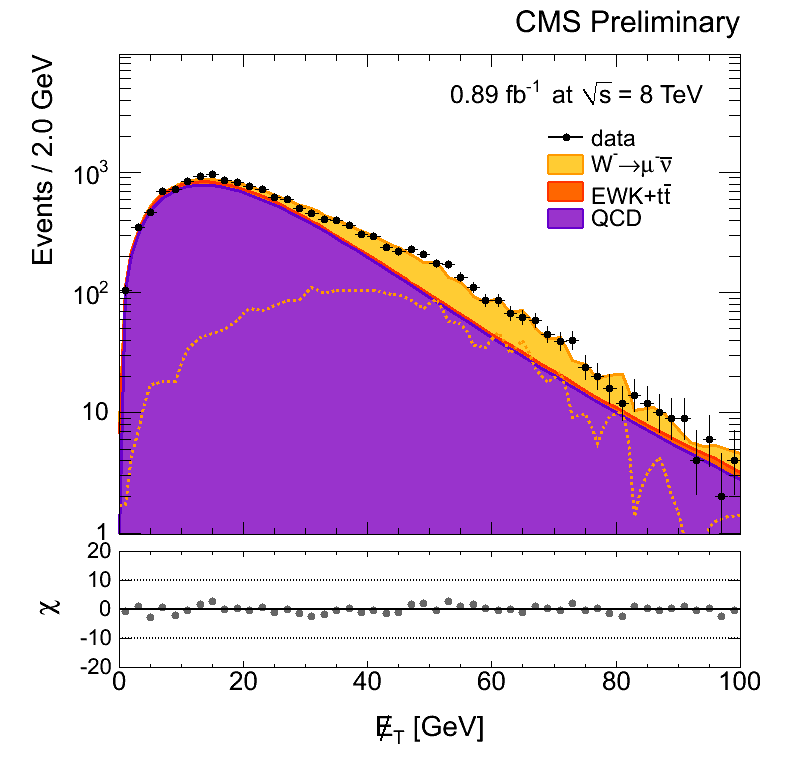 CMS Preliminary
0.89 fb⁻¹ at √s = 8 TeV
data
W⁻→μ⁻ν̄
EWK+tt̄
QCD
Events / 2.0 GeV
10³
10²
10
1
20
10
0
-10
-20
χ
0 20 40 60 80 100
E̸_T [GeV]